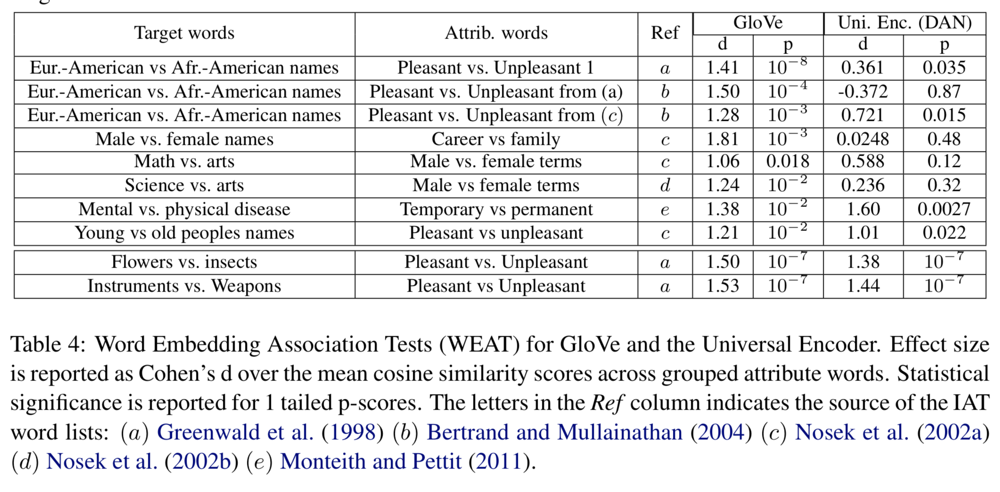 Target words Attrib. words Ref GloVe Uni. Enc. (DAN)
d p d p
Eur.-American vs Afr.-American names Pleasant vs. Unpleasant 1 a 1.41 10⁻⁸ 0.361 0.035
Eur.-American vs. Afr.-American names Pleasant vs. Unpleasant from (a) b 1.50 10⁻⁴ -0.372 0.87
Eur.-American vs. Afr.-American names Pleasant vs. Unpleasant from (c) b 1.28 10⁻³ 0.721 0.015
Male vs. female names Career vs family c 1.81 10⁻³ 0.0248 0.48
Math vs. arts Male vs. female terms c 1.06 0.018 0.588 0.12
Science vs. arts Male vs female terms d 1.24 10⁻² 0.236 0.32
Mental vs. physical disease Temporary vs permanent e 1.38 10⁻² 1.60 0.0027
Young vs old peoples names Pleasant vs unpleasant c 1.21 10⁻² 1.01 0.022
Flowers vs. insects Pleasant vs. Unpleasant a 1.50 10⁻⁷ 1.38 10⁻⁷
Instruments vs. Weapons Pleasant vs Unpleasant a 1.53 10⁻⁷ 1.44 10⁻⁷
Table 4: Word Embedding Association Tests (WEAT) for GloVe and the Universal Encoder. Effect size
is reported as Cohen's d over the mean cosine similarity scores across grouped attribute words. Statistical
significance is reported for 1 tailed p-scores. The letters in the Ref column indicates the source of the IAT
word lists: (a) Greenwald et al. (1998) (b) Bertrand and Mullainathan (2004) (c) Nosek et al. (2002a)
(d) Nosek et al. (2002b) (e) Monteith and Pettit (2011).